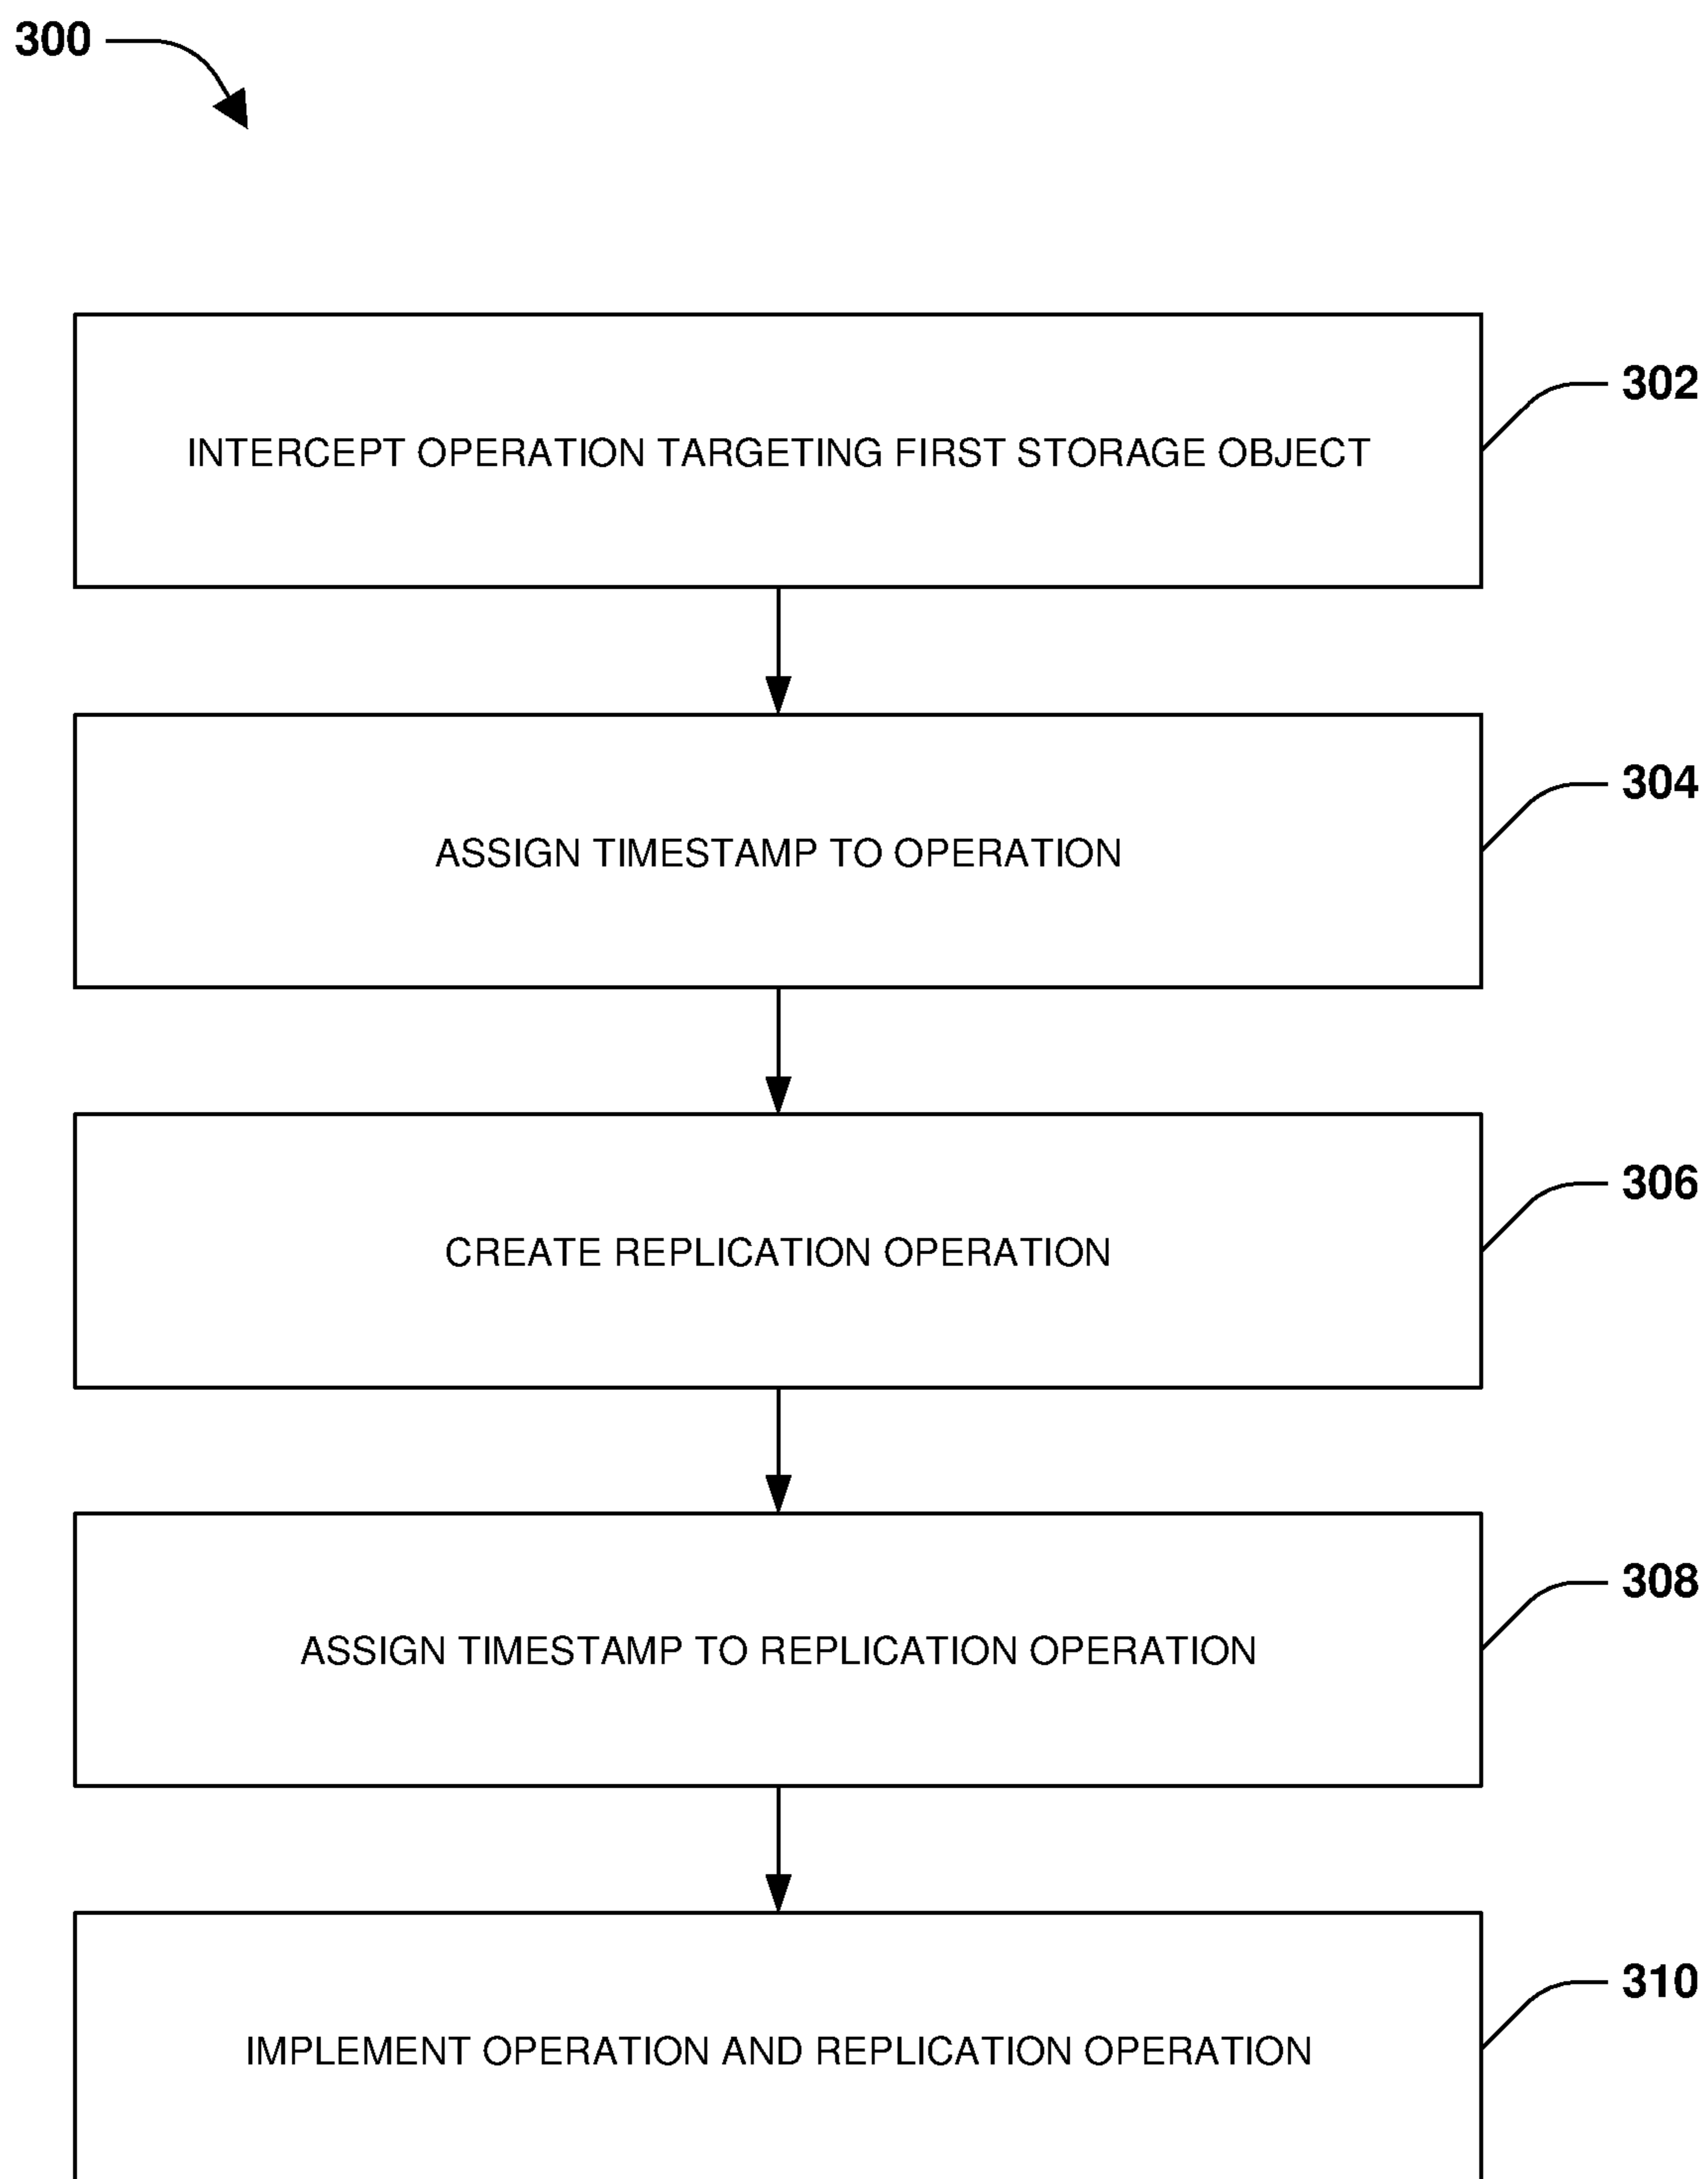 300
INTERCEPT OPERATION TARGETING FIRST STORAGE OBJECT
302
ASSIGN TIMESTAMP TO OPERATION
304
CREATE REPLICATION OPERATION
306
ASSIGN TIMESTAMP TO REPLICATION OPERATION
308
IMPLEMENT OPERATION AND REPLICATION OPERATION
310